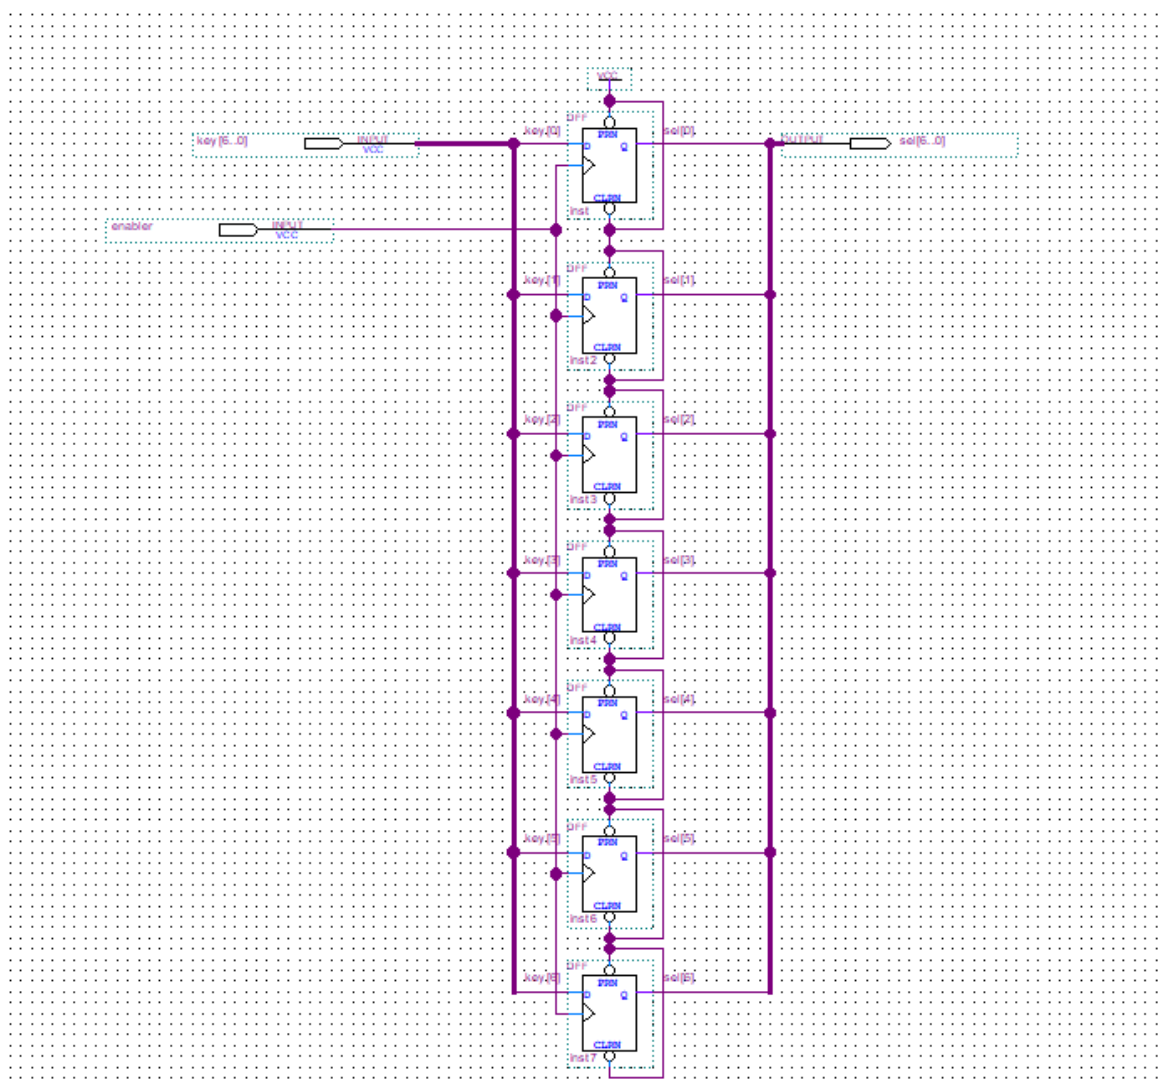 VCC
DFF
key[0] PRN sel[0]
key[6..0] INPUT VCC D Q OUTPUT sel[6..0]
CLRN
inst
enabler INPUT VCC
DFF
key[1] PRN sel[1]
D Q
CLRN
inst2
DFF
key[2] PRN sel[2]
D Q
CLRN
inst3
DFF
key[3] PRN sel[3]
D Q
CLRN
inst4
DFF
key[4] PRN sel[4]
D Q
CLRN
inst5
DFF
key[5] PRN sel[5]
D Q
CLRN
inst6
DFF
key[6] PRN sel[6]
D Q
CLRN
inst7